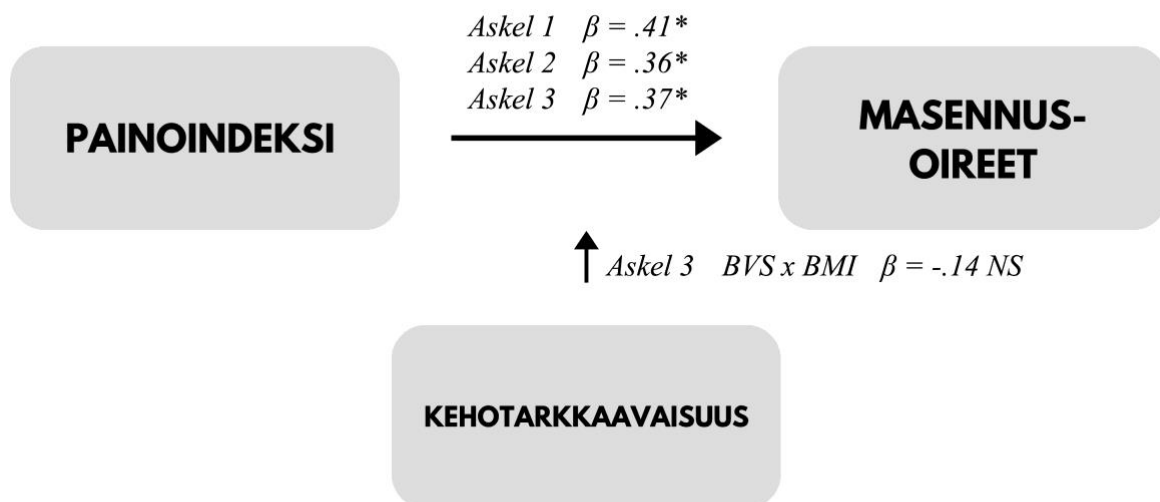 Askel 1 β = .41*
Askel 2 β = .36*
Askel 3 β = .37*
PAINOINDEKSI
MASENNUS-
OIREET
Askel 3 BVS x BMI β = -.14 NS
KEHOTARKKAAVAISUUS